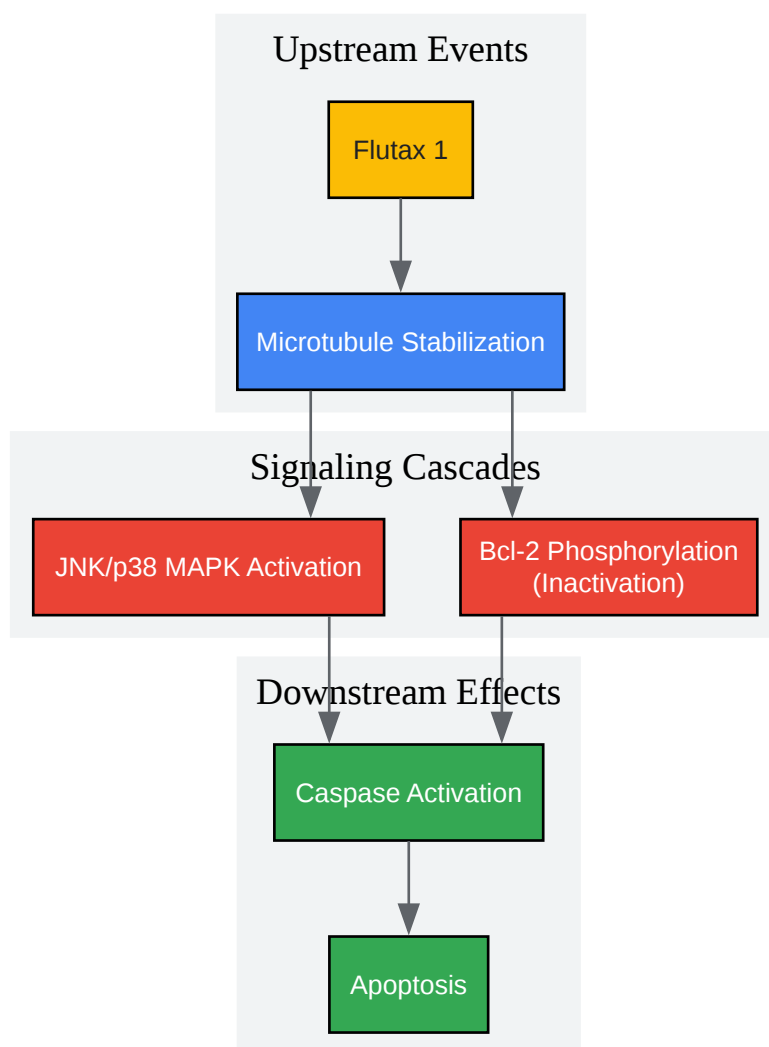 Upstream Events
Flutax 1
Microtubule Stabilization
Signaling Cascades
JNK/p38 MAPK Activation
Bcl-2 Phosphorylation
(Inactivation)
Downstream Effects
Caspase Activation
Apoptosis